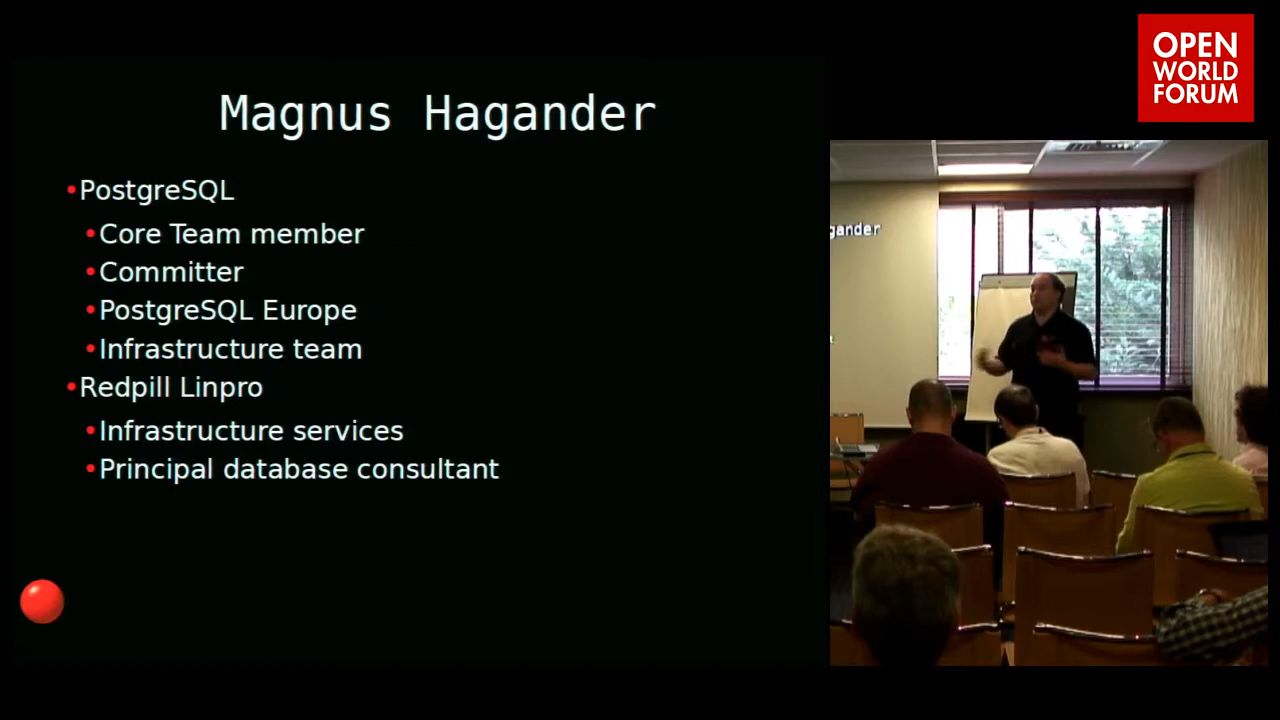 OPEN
WORLD
FORUM
Magnus Hagander
•PostgreSQL
•Core Team member
•Committer
•PostgreSQL Europe
•Infrastructure team
•Redpill Linpro
•Infrastructure services
•Principal database consultant
gander